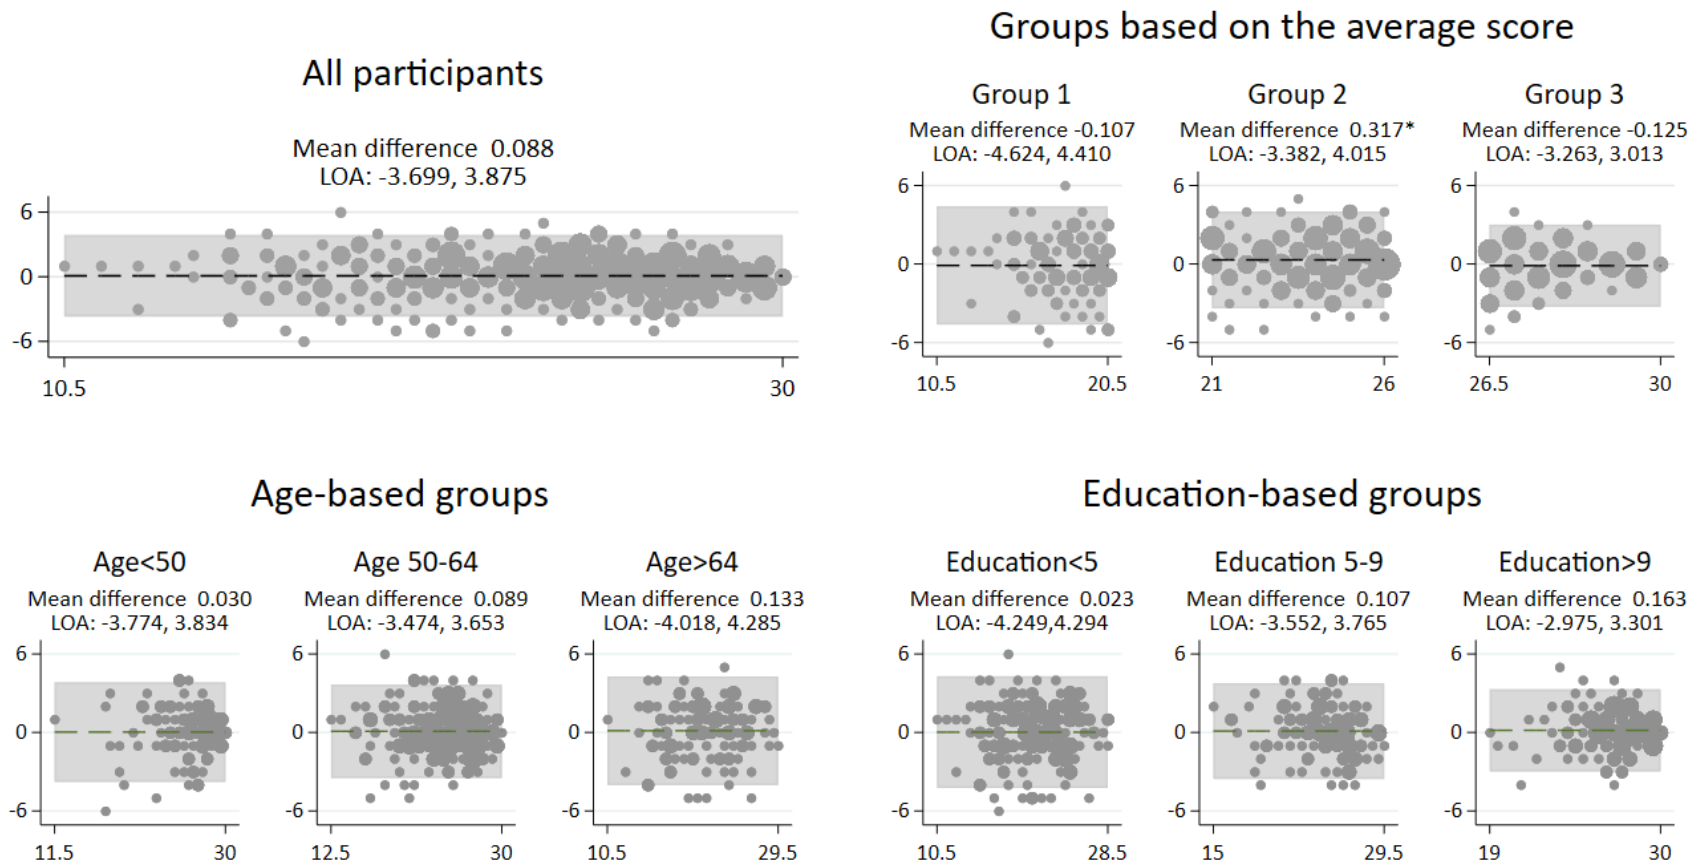 All participants
Mean difference 0.088
LOA: -3.699, 3.875
6
0
-6
10.5 30
Groups based on the average score
Group 1
Mean difference -0.107
LOA: -4.624, 4.410
6
0
-6
10.5 20.5
Group 2
Mean difference 0.317*
LOA: -3.382, 4.015
6
0
-6
21 26
Group 3
Mean difference -0.125
LOA: -3.263, 3.013
6
0
-6
26.5 30
Age-based groups
Age<50
Mean difference 0.030
LOA: -3.774, 3.834
6
0
-6
11.5 30
Age 50-64
Mean difference 0.089
LOA: -3.474, 3.653
6
0
-6
12.5 30
Age>64
Mean difference 0.133
LOA: -4.018, 4.285
6
0
-6
10.5 29.5
Education-based groups
Education<5
Mean difference 0.023
LOA: -4.249,4.294
6
0
-6
10.5 28.5
Education 5-9
Mean difference 0.107
LOA: -3.552, 3.765
6
0
-6
15 29.5
Education>9
Mean difference 0.163
LOA: -2.975, 3.301
6
0
-6
19 30